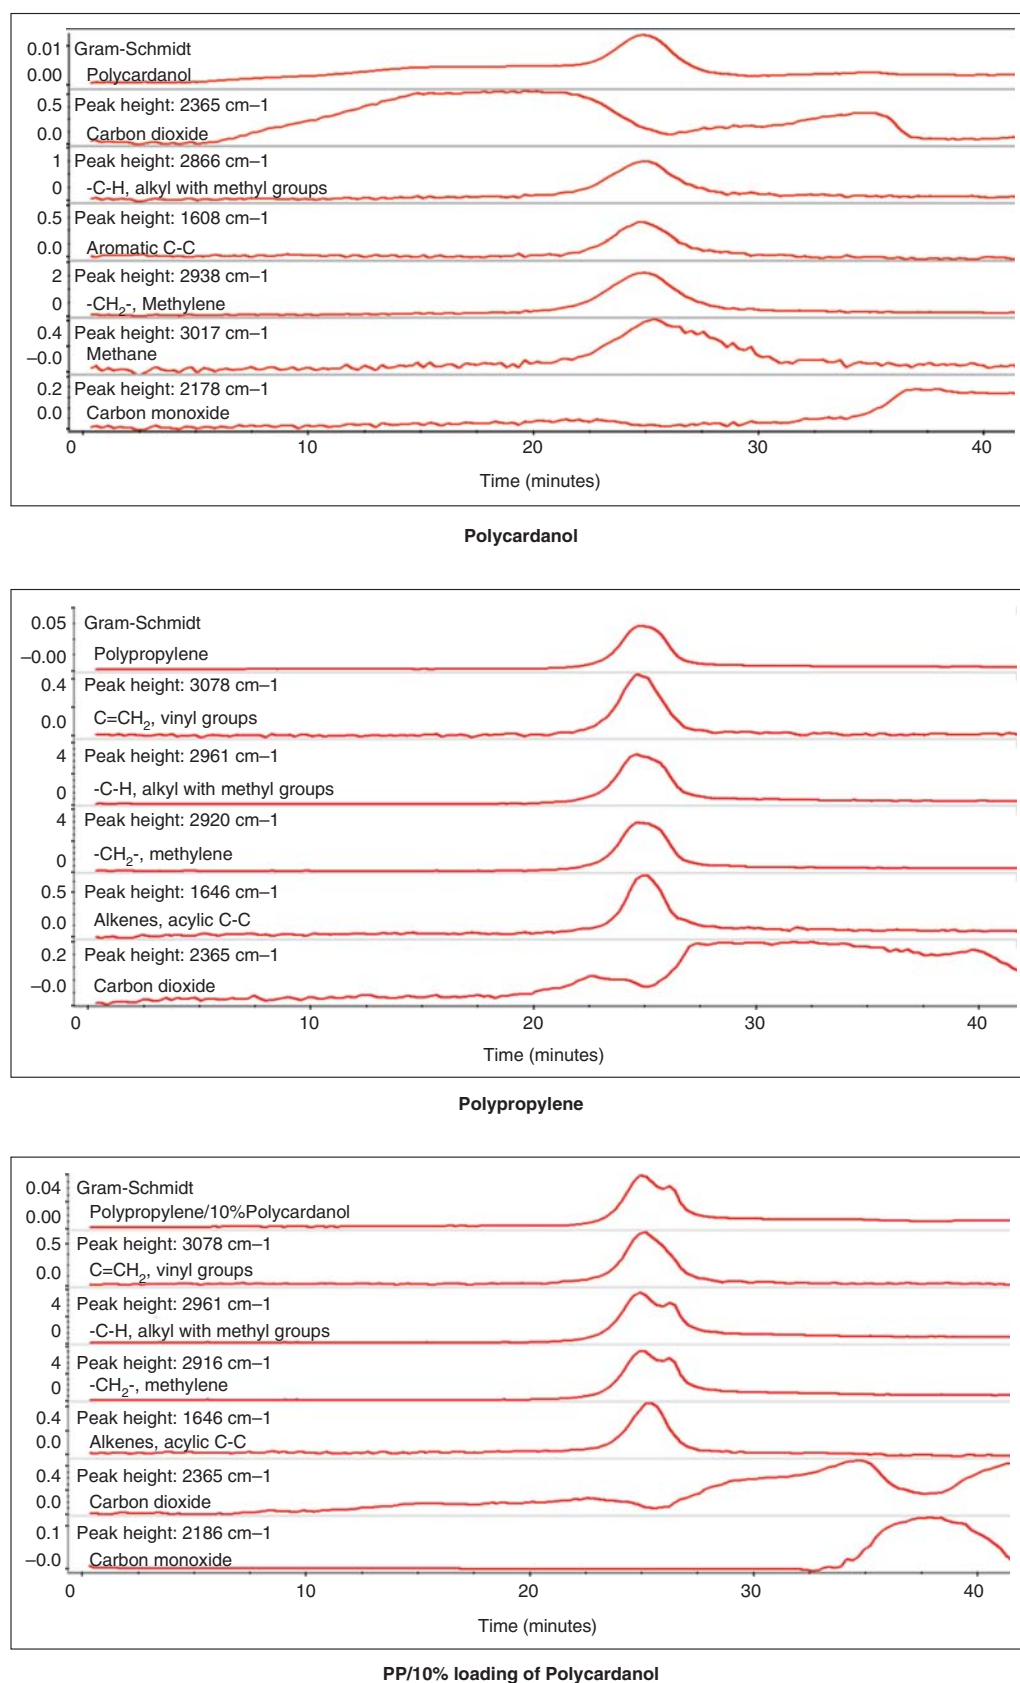 0.01 Gram-Schmidt
0.00 Polycardanol
0.5 Peak height: 2365 cm–1
0.0 Carbon dioxide
1 Peak height: 2866 cm–1
0 -C-H, alkyl with methyl groups
0.5 Peak height: 1608 cm–1
0.0 Aromatic C-C
2 Peak height: 2938 cm–1
0 -CH2-, Methylene
0.4 Peak height: 3017 cm–1
–0.0 Methane
0.2 Peak height: 2178 cm–1
0.0 Carbon monoxide
0 10 20 30 40
Time (minutes)
Polycardanol
0.05 Gram-Schmidt
–0.00 Polypropylene
0.4 Peak height: 3078 cm–1
0.0 C=CH2, vinyl groups
4 Peak height: 2961 cm–1
0 -C-H, alkyl with methyl groups
4 Peak height: 2920 cm–1
0 -CH2-, methylene
0.5 Peak height: 1646 cm–1
0.0 Alkenes, acylic C-C
0.2 Peak height: 2365 cm–1
–0.0 Carbon dioxide
0 10 20 30 40
Time (minutes)
Polypropylene
0.04 Gram-Schmidt
0.00 Polypropylene/10%Polycardanol
0.5 Peak height: 3078 cm–1
0.0 C=CH2, vinyl groups
4 Peak height: 2961 cm–1
0 -C-H, alkyl with methyl groups
4 Peak height: 2916 cm–1
0 -CH2-, methylene
0.4 Peak height: 1646 cm–1
0.0 Alkenes, acylic C-C
0.4 Peak height: 2365 cm–1
0.0 Carbon dioxide
0.1 Peak height: 2186 cm–1
–0.0 Carbon monoxide
0 10 20 30 40
Time (minutes)
PP/10% loading of Polycardanol